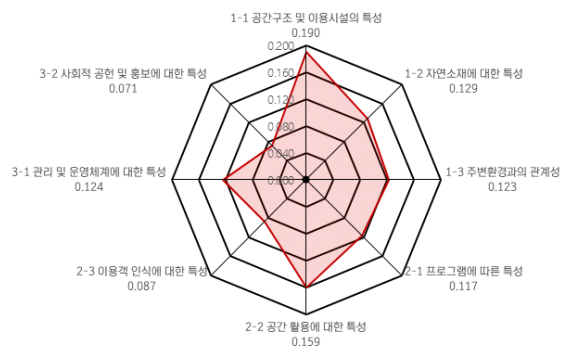 1-1 공간구조 및 이용시설의 특성
0.190
0.200
3-2 사회적 공헌 및 홍보에 대한 특성
0.071
1-2 자연소재에 대한 특성
0.129
0.160
0.120
0.080
0.040
0.000
3-1 관리 및 운영체계에 대한 특성
0.124
1-3 주변환경과의 관계성
0.123
2-3 이용객 인식에 대한 특성
0.087
2-1 프로그램에 따른 특성
0.117
2-2 공간 활용에 대한 특성
0.159